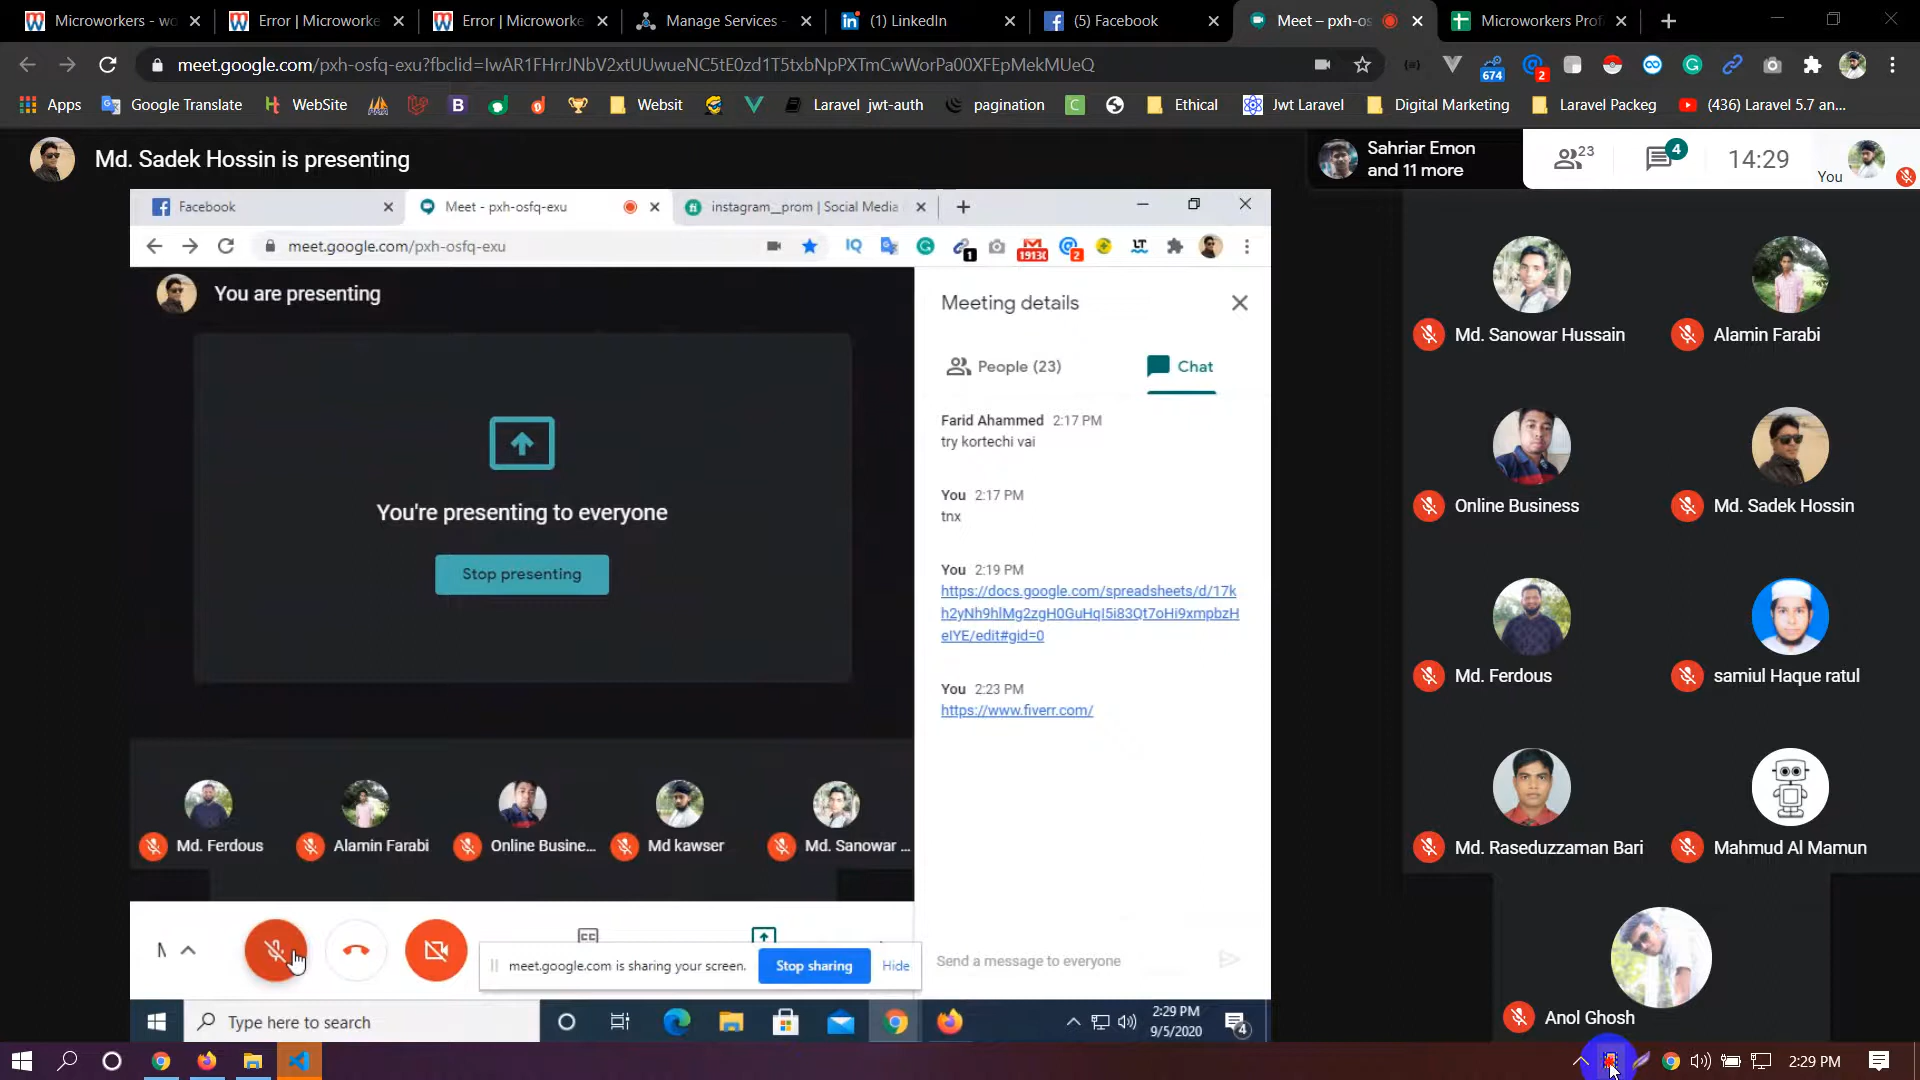 Microworkers - wo
Error | Microworke
Error | Microworke
Manage Services -
(1) LinkedIn
(5) Facebook
Meet – pxh-os
Microworkers Prof
meet.google.com/pxh-osfq-exu?fbclid=IwAR1FHrrJNbV2xtUUwueNC5tE0zd1T5txbNpPXTmCwWorPa00XFEpMekMUeQ
674
2
Apps
Google Translate
WebSite
Websit
Laravel jwt-auth
pagination
Ethical
Jwt Laravel
Digital Marketing
Laravel Packeg
(436) Laravel 5.7 an...
Md. Sadek Hossin is presenting
Sahriar Emon
and 11 more
23
4
14:29
You
Facebook
Meet - pxh-osfq-exu
instagram__prom | Social Media
meet.google.com/pxh-osfq-exu
1
1913(
2
You are presenting
You're presenting to everyone
Stop presenting
Meeting details
People (23)
Chat
Farid Ahammed 2:17 PM
try kortechi vai
You 2:17 PM
tnx
You 2:19 PM
https://docs.google.com/spreadsheets/d/17k
h2yNh9hlMg2zgH0GuHqI5i83Qt7oHi9xmpbzH
eIYE/edit#gid=0
You 2:23 PM
https://www.fiverr.com/
Send a message to everyone
Md. Ferdous
Alamin Farabi
Online Busine...
Md kawser
Md. Sanowar ...
meet.google.com is sharing your screen.
Stop sharing
Hide
Type here to search
2:29 PM
9/5/2020
4
Md. Sanowar Hussain
Alamin Farabi
Online Business
Md. Sadek Hossin
Md. Ferdous
samiul Haque ratul
Md. Raseduzzaman Bari
Mahmud Al Mamun
Anol Ghosh
2:29 PM